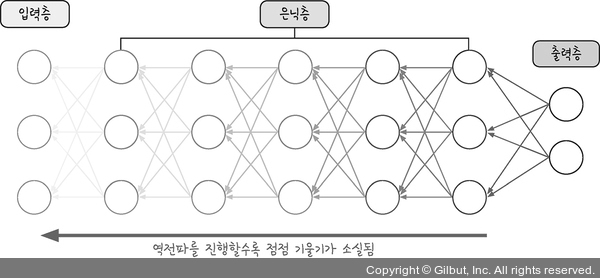 입력층
은닉층
출력층
역전파를 진행할수록 점점 기울기가 소실됨
Copyright © Gilbut, Inc. All rights reserved.